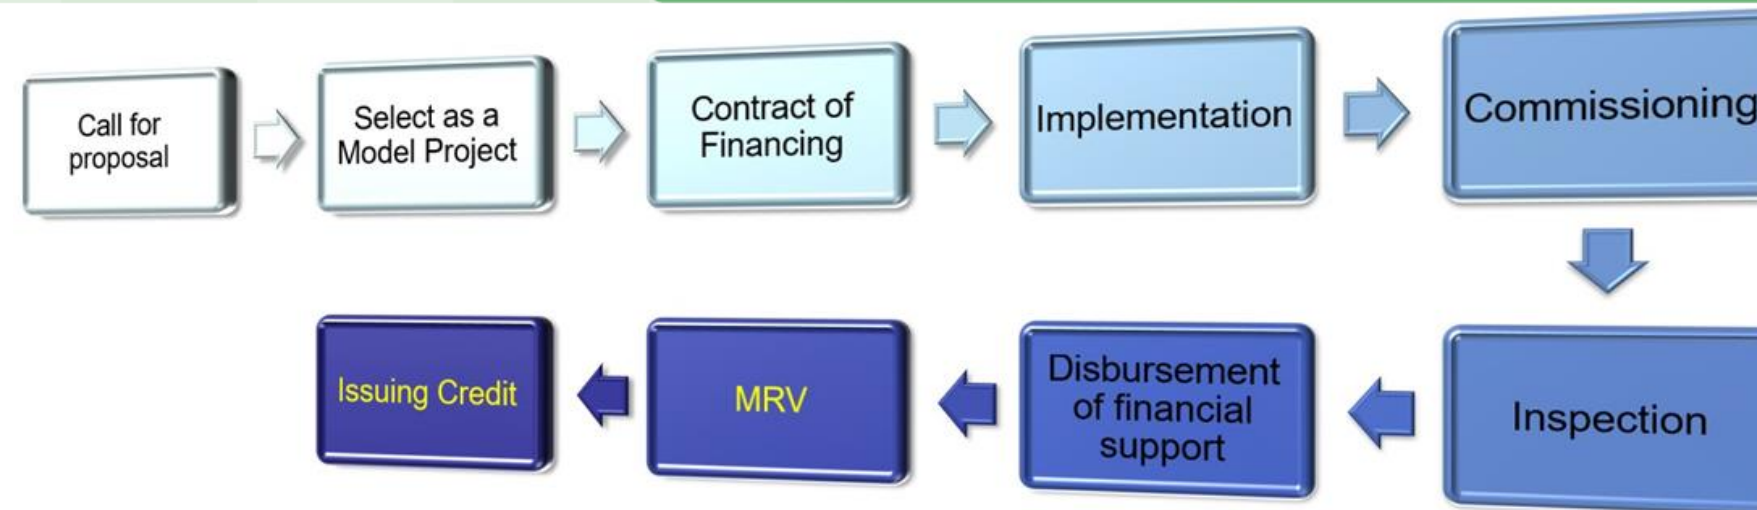 Call for
proposal
Select as a
Model Project
Contract of
Financing
Implementation
Commissioning
Inspection
Disbursement
of financial
support
MRV
Issuing Credit